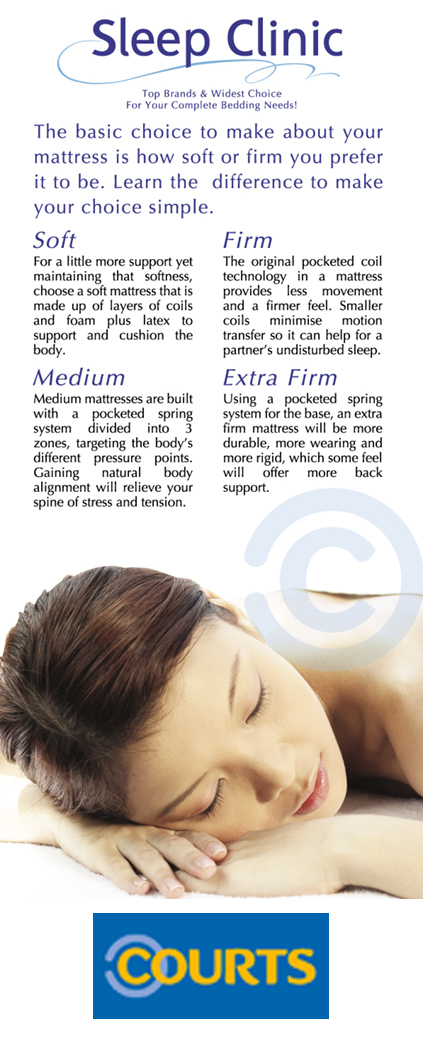 Sleep Clinic
Top Brands & Widest Choice
For Your Complete Bedding Needs!
The basic choice to make about your
mattress is how soft or firm you prefer
it to be. Learn the difference to make
your choice simple.
Soft
For a little more support yet
maintaining that softness,
choose a soft mattress that is
made up of layers of coils
and foam plus latex to
support and cushion the
body.
Firm
The original pocketed coil
technology in a mattress
provides less movement
and a firmer feel. Smaller
coils minimise motion
transfer so it can help for a
partner's undisturbed sleep.
Medium
Medium mattresses are built
with a pocketed spring
system divided into 3
zones, targeting the body's
different pressure points.
Gaining natural body
alignment will relieve your
spine of stress and tension.
Extra Firm
Using a pocketed spring
system for the base, an extra
firm mattress will be more
durable, more wearing and
more rigid, which some feel
will offer more back
support.
COURTS